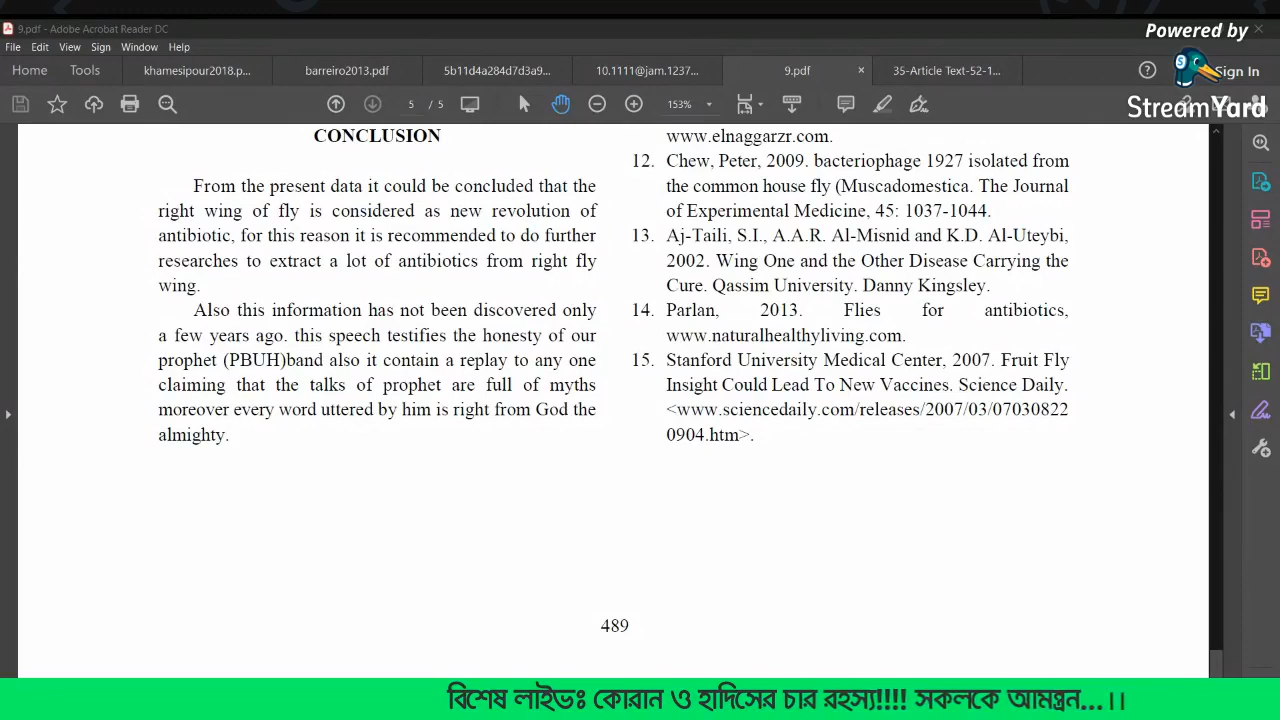 Powered by
9.pdf - Adobe Acrobat Reader DC
File Edit View Sign Window Help
Home Tools khamesipour2018.p... barreiro2013.pdf 5b11d4a284d7d3a9... 10.1111@jam.1237... 9.pdf 35-Article Text-52-1... Sign In
StreamYard
5 / 5 153%
CONCLUSION
From the present data it could be concluded that the
right wing of fly is considered as new revolution of
antibiotic, for this reason it is recommended to do further
researches to extract a lot of antibiotics from right fly
wing.
Also this information has not been discovered only
a few years ago. this speech testifies the honesty of our
prophet (PBUH)band also it contain a replay to any one
claiming that the talks of prophet are full of myths
moreover every word uttered by him is right from God the
almighty.
www.elnaggarzr.com.
12. Chew, Peter, 2009. bacteriophage 1927 isolated from
the common house fly (Muscadomestica. The Journal
of Experimental Medicine, 45: 1037-1044.
13. Aj-Taili, S.I., A.A.R. Al-Misnid and K.D. Al-Uteybi,
2002. Wing One and the Other Disease Carrying the
Cure. Qassim University. Danny Kingsley.
14. Parlan, 2013. Flies for antibiotics,
www.naturalhealthyliving.com.
15. Stanford University Medical Center, 2007. Fruit Fly
Insight Could Lead To New Vaccines. Science Daily.
<www.sciencedaily.com/releases/2007/03/07030822
0904.htm>.
489
বিশেষ লাইভঃ কোরান ও হাদিসের চার রহস্য!!!! সকলকে আমন্ত্রন...।।